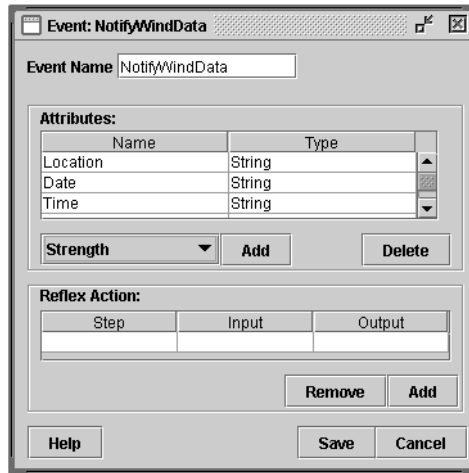 Event: NotifyWindData
Event Name NotifyWindData
Attributes:
Name Type
Location String
Date String
Time String
Strength Add Delete
Reflex Action:
Step Input Output
Remove Add
Help Save Cancel